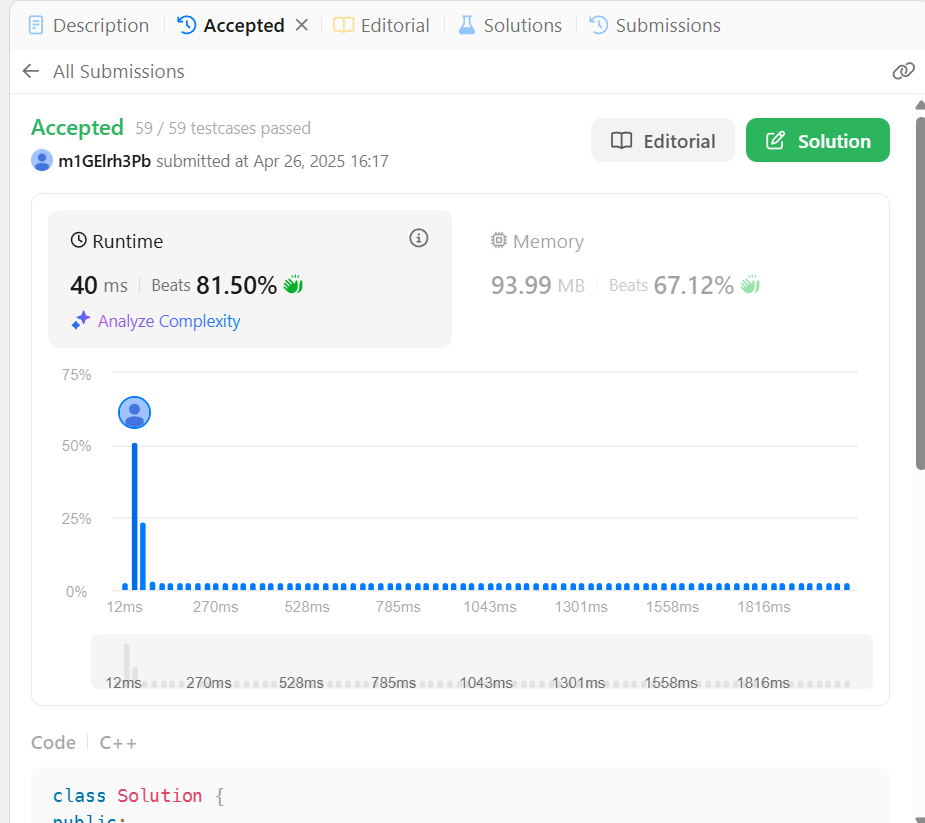 Description Accepted Editorial Solutions Submissions
All Submissions
Accepted 59 / 59 testcases passed
m1GElrh3Pb submitted at Apr 26, 2025 16:17
Editorial Solution
Runtime Memory
40 ms Beats 81.50% 93.99 MB Beats 67.12%
Analyze Complexity
75%
50%
25%
0%
12ms 270ms 528ms 785ms 1043ms 1301ms 1558ms 1816ms
12ms 270ms 528ms 785ms 1043ms 1301ms 1558ms 1816ms
Code C++
class Solution {
public: